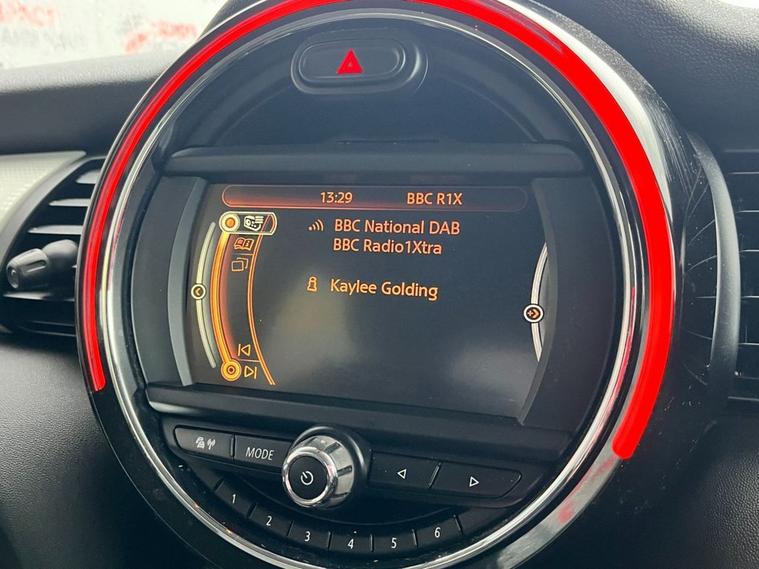 13:29 BBC R1X
BBC National DAB
BBC Radio1Xtra
Kaylee Golding
MODE
1 2 3 4 5 6